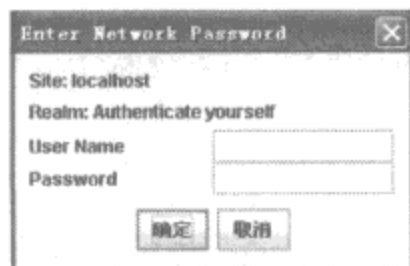 Enter Network Password
Site: localhost
Realm: Authenticate yourself
User Name
Password
确定 取消